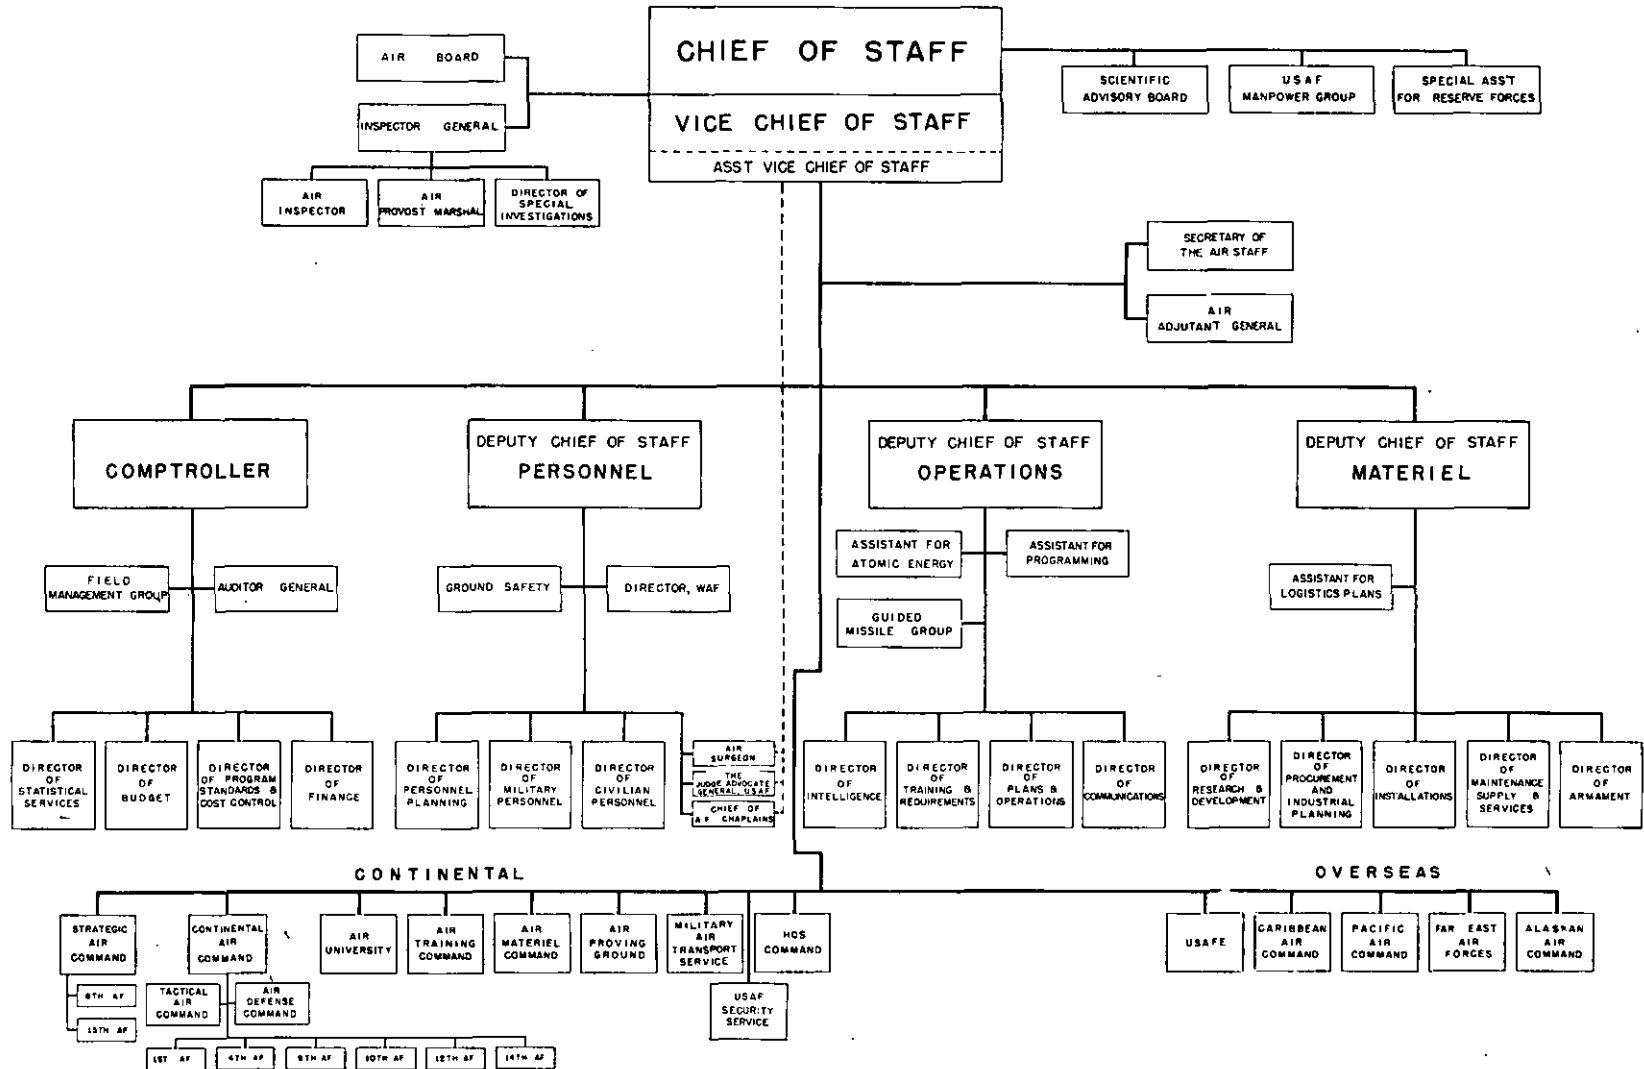 CHIEF OF STAFF
VICE CHIEF OF STAFF
ASST VICE CHIEF OF STAFF
AIR BOARD
INSPECTOR GENERAL
AIR
INSPECTOR
AIR
PROVOST MARSHAL
DIRECTOR OF
SPECIAL
INVESTIGATIONS
SCIENTIFIC
ADVISORY BOARD
USAF
MANPOWER GROUP
SPECIAL ASS'T
FOR RESERVE FORCES
SECRETARY OF
THE AIR STAFF
AIR
ADJUTANT GENERAL
COMPTROLLER
DEPUTY CHIEF OF STAFF
PERSONNEL
DEPUTY CHIEF OF STAFF
OPERATIONS
DEPUTY CHIEF OF STAFF
MATERIEL
FIELD
MANAGEMENT GROUP
AUDITOR GENERAL
GROUND SAFETY
DIRECTOR, WAF
ASSISTANT FOR
ATOMIC ENERGY
ASSISTANT FOR
PROGRAMMING
GUIDED
MISSILE GROUP
ASSISTANT FOR
LOGISTICS PLANS
DIRECTOR
OF
STATISTICAL
SERVICES
DIRECTOR
OF
BUDGET
DIRECTOR
OF PROGRAM
STANDARDS &
COST CONTROL
DIRECTOR
OF
FINANCE
DIRECTOR
OF
PERSONNEL
PLANNING
DIRECTOR
OF
MILITARY
PERSONNEL
DIRECTOR
OF
CIVILIAN
PERSONNEL
AIR
SURGEON
THE
JUDGE ADVOCATE
GENERAL, USAF
CHIEF OF
A F CHAPLAINS
DIRECTOR
OF
INTELLIGENCE
DIRECTOR
OF
TRAINING &
REQUIREMENTS
DIRECTOR
OF
PLANS &
OPERATIONS
DIRECTOR
OF
COMMUNICATIONS
DIRECTOR
OF
RESEARCH &
DEVELOPMENT
DIRECTOR
OF
PROCUREMENT
AND
INDUSTRIAL
PLANNING
DIRECTOR
OF
INSTALLATIONS
DIRECTOR
OF
MAINTENANCE
SUPPLY &
SERVICES
DIRECTOR
OF
ARMAMENT
CONTINENTAL
OVERSEAS
STRATEGIC
AIR
COMMAND
CONTINENTAL
AIR
COMMAND
AIR
UNIVERSITY
AIR
TRAINING
COMMAND
AIR
MATERIEL
COMMAND
AIR
PROVING
GROUND
MILITARY
AIR
TRANSPORT
SERVICE
HQS
COMMAND
USAFE
CARIBBEAN
AIR
COMMAND
PACIFIC
AIR
COMMAND
FAR EAST
AIR
FORCES
ALASKAN
AIR
COMMAND
8TH AF
15TH AF
TACTICAL
AIR
COMMAND
AIR
DEFENSE
COMMAND
USAF
SECURITY
SERVICE
1ST AF
4TH AF
9TH AF
10TH AF
12TH AF
14TH AF